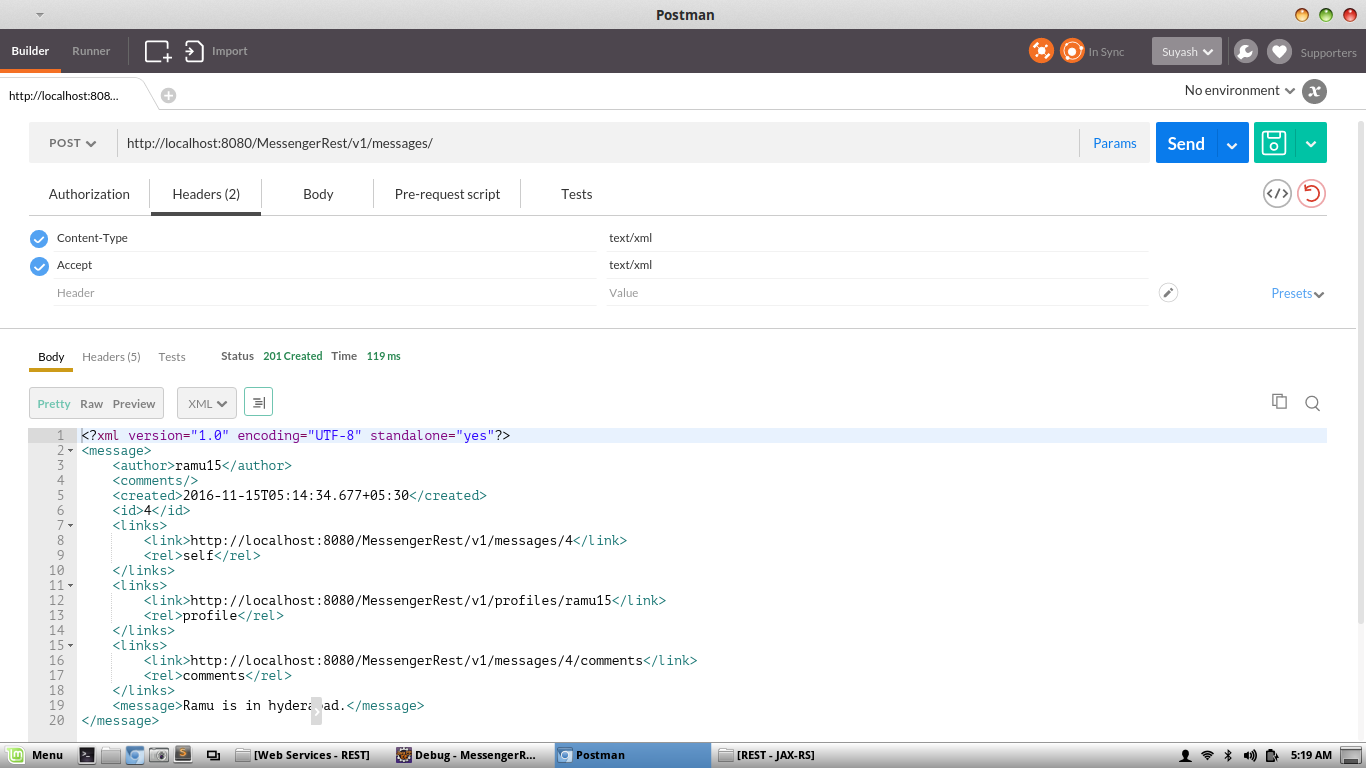 Postman
Builder Runner Import In Sync Suyash Supporters
http://localhost:808... No environment
POST http://localhost:8080/MessengerRest/v1/messages/ Params Send
Authorization Headers (2) Body Pre-request script Tests
Content-Type text/xml
Accept text/xml
Header Value Presets
Body Headers (5) Tests Status 201 Created Time 119 ms
Pretty Raw Preview XML
1 <?xml version="1.0" encoding="UTF-8" standalone="yes"?>
2 <message>
3 <author>ramu15</author>
4 <comments/>
5 <created>2016-11-15T05:14:34.677+05:30</created>
6 <id>4</id>
7 <links>
8 <link>http://localhost:8080/MessengerRest/v1/messages/4</link>
9 <rel>self</rel>
10 </links>
11 <links>
12 <link>http://localhost:8080/MessengerRest/v1/profiles/ramu15</link>
13 <rel>profile</rel>
14 </links>
15 <links>
16 <link>http://localhost:8080/MessengerRest/v1/messages/4/comments</link>
17 <rel>comments</rel>
18 </links>
19 <message>Ramu is in hyderabad.</message>
20 </message>
Menu [Web Services - REST] Debug - MessengerR... Postman [REST - JAX-RS] 5:19 AM